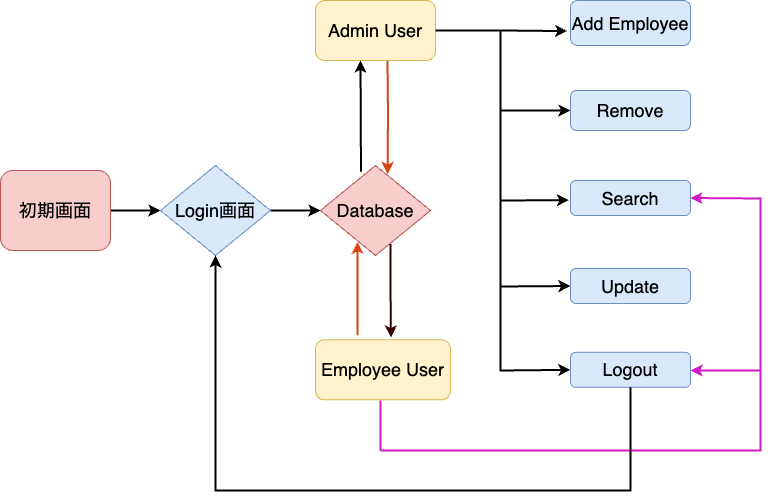 Admin User
Add Employee
Remove
初期画面
Login画面
Database
Search
Update
Employee User
Logout